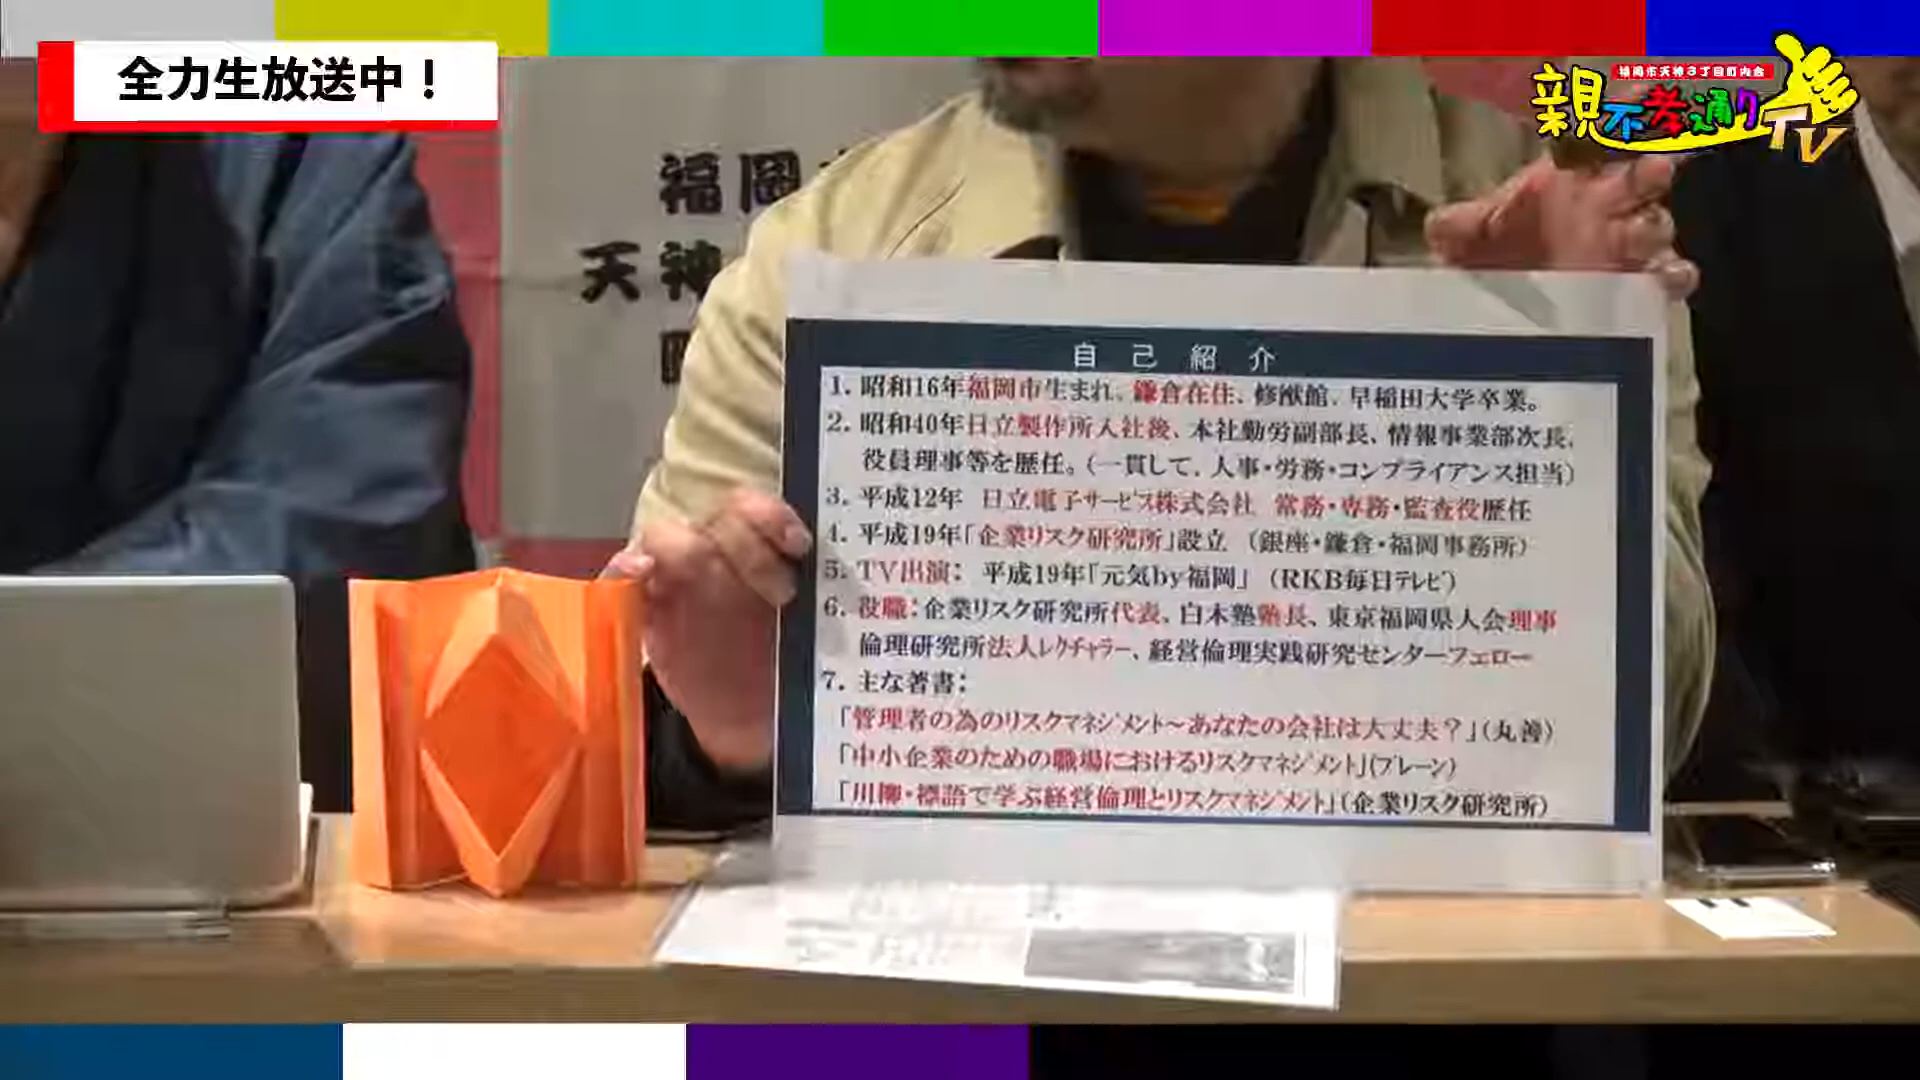 全力生放送中！
福岡市天神3丁目町内会
親不孝通りTV
福岡
天神
自己紹介
1. 昭和16年福岡市生まれ。鎌倉在住、修猷館、早稲田大学卒業。
2. 昭和40年日立製作所入社後、本社勤労副部長、情報事業部次長、
役員理事等を歴任。（一貫して、人事・労務・コンプライアンス担当）
3. 平成12年 日立電子サービス株式会社 常務・専務・監査役歴任
4. 平成19年「企業リスク研究所」設立 （銀座・鎌倉・福岡事務所）
5. TV出演： 平成19年「元気by福岡」 （RKB毎日テレビ）
6. 役職：企業リスク研究所代表、白木塾塾長、東京福岡県人会理事
倫理研究所法人レクチャラー、経営倫理実践研究センターフェロー
7. 主な著書：
「管理者の為のリスクマネジメント～あなたの会社は大丈夫？」（丸善）
「中小企業のための職場におけるリスクマネジメント」（ブレーン）
「川柳・標語で学ぶ経営倫理とリスクマネジメント」（企業リスク研究所）